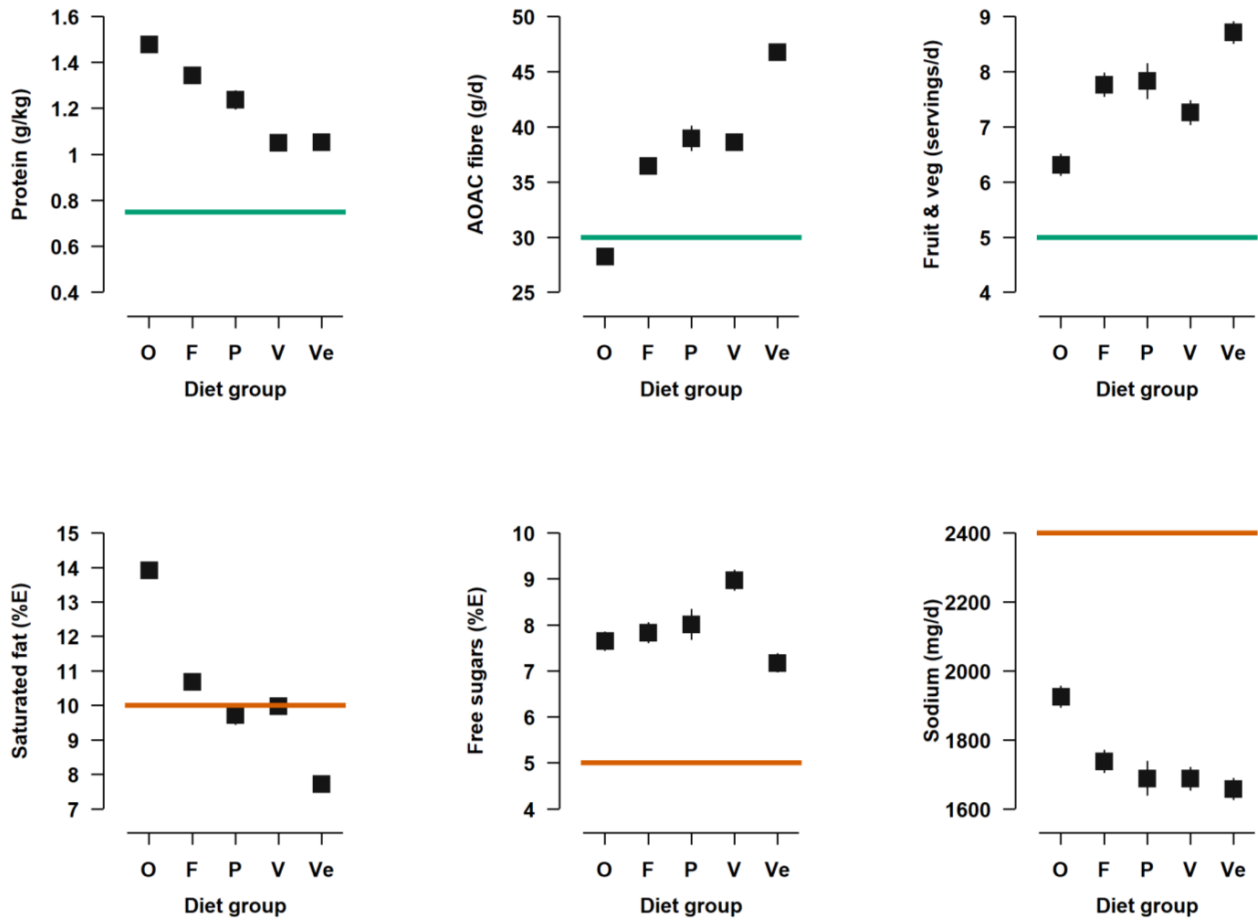 Protein (g/kg)
1.6
1.4
1.2
1
0.8
0.6
0.4
O F P V Ve
Diet group
AOAC fibre (g/d)
50
45
40
35
30
25
O F P V Ve
Diet group
Fruit & veg (servings/d)
9
8
7
6
5
4
O F P V Ve
Diet group
Saturated fat (%E)
15
14
13
12
11
10
9
8
7
O F P V Ve
Diet group
Free sugars (%E)
10
9
8
7
6
5
4
O F P V Ve
Diet group
Sodium (mg/d)
2400
2200
2000
1800
1600
O F P V Ve
Diet group